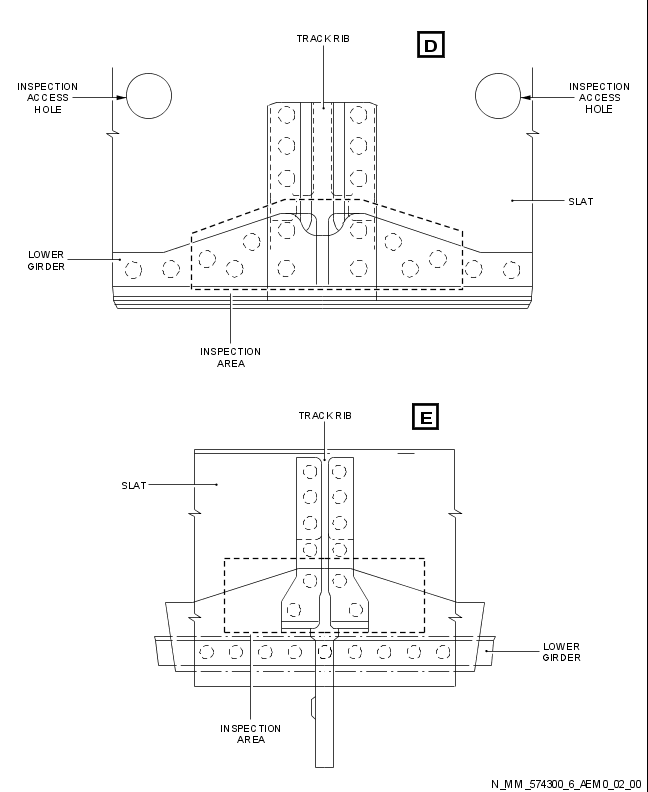 TRACK RIB
D
INSPECTION
ACCESS
HOLE
INSPECTION
ACCESS
HOLE
SLAT
LOWER
GIRDER
INSPECTION
AREA
TRACK RIB
E
SLAT
LOWER
GIRDER
INSPECTION
AREA
N_MM_574300_6_AEM0_02_00